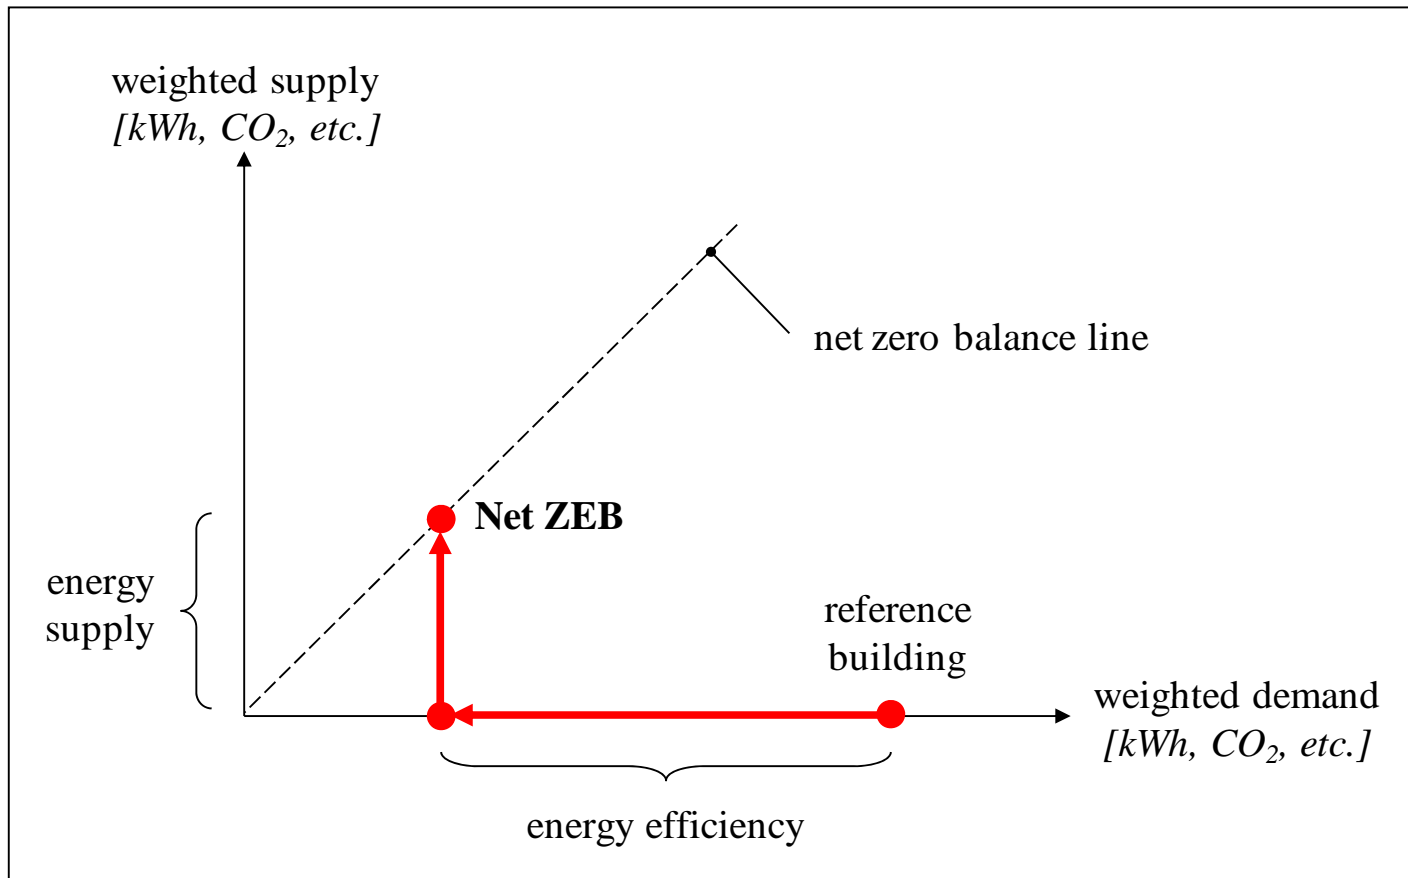 weighted supply
[kWh, CO₂, etc.]
net zero balance line
Net ZEB
energy
supply
reference
building
weighted demand
[kWh, CO₂, etc.]
energy efficiency